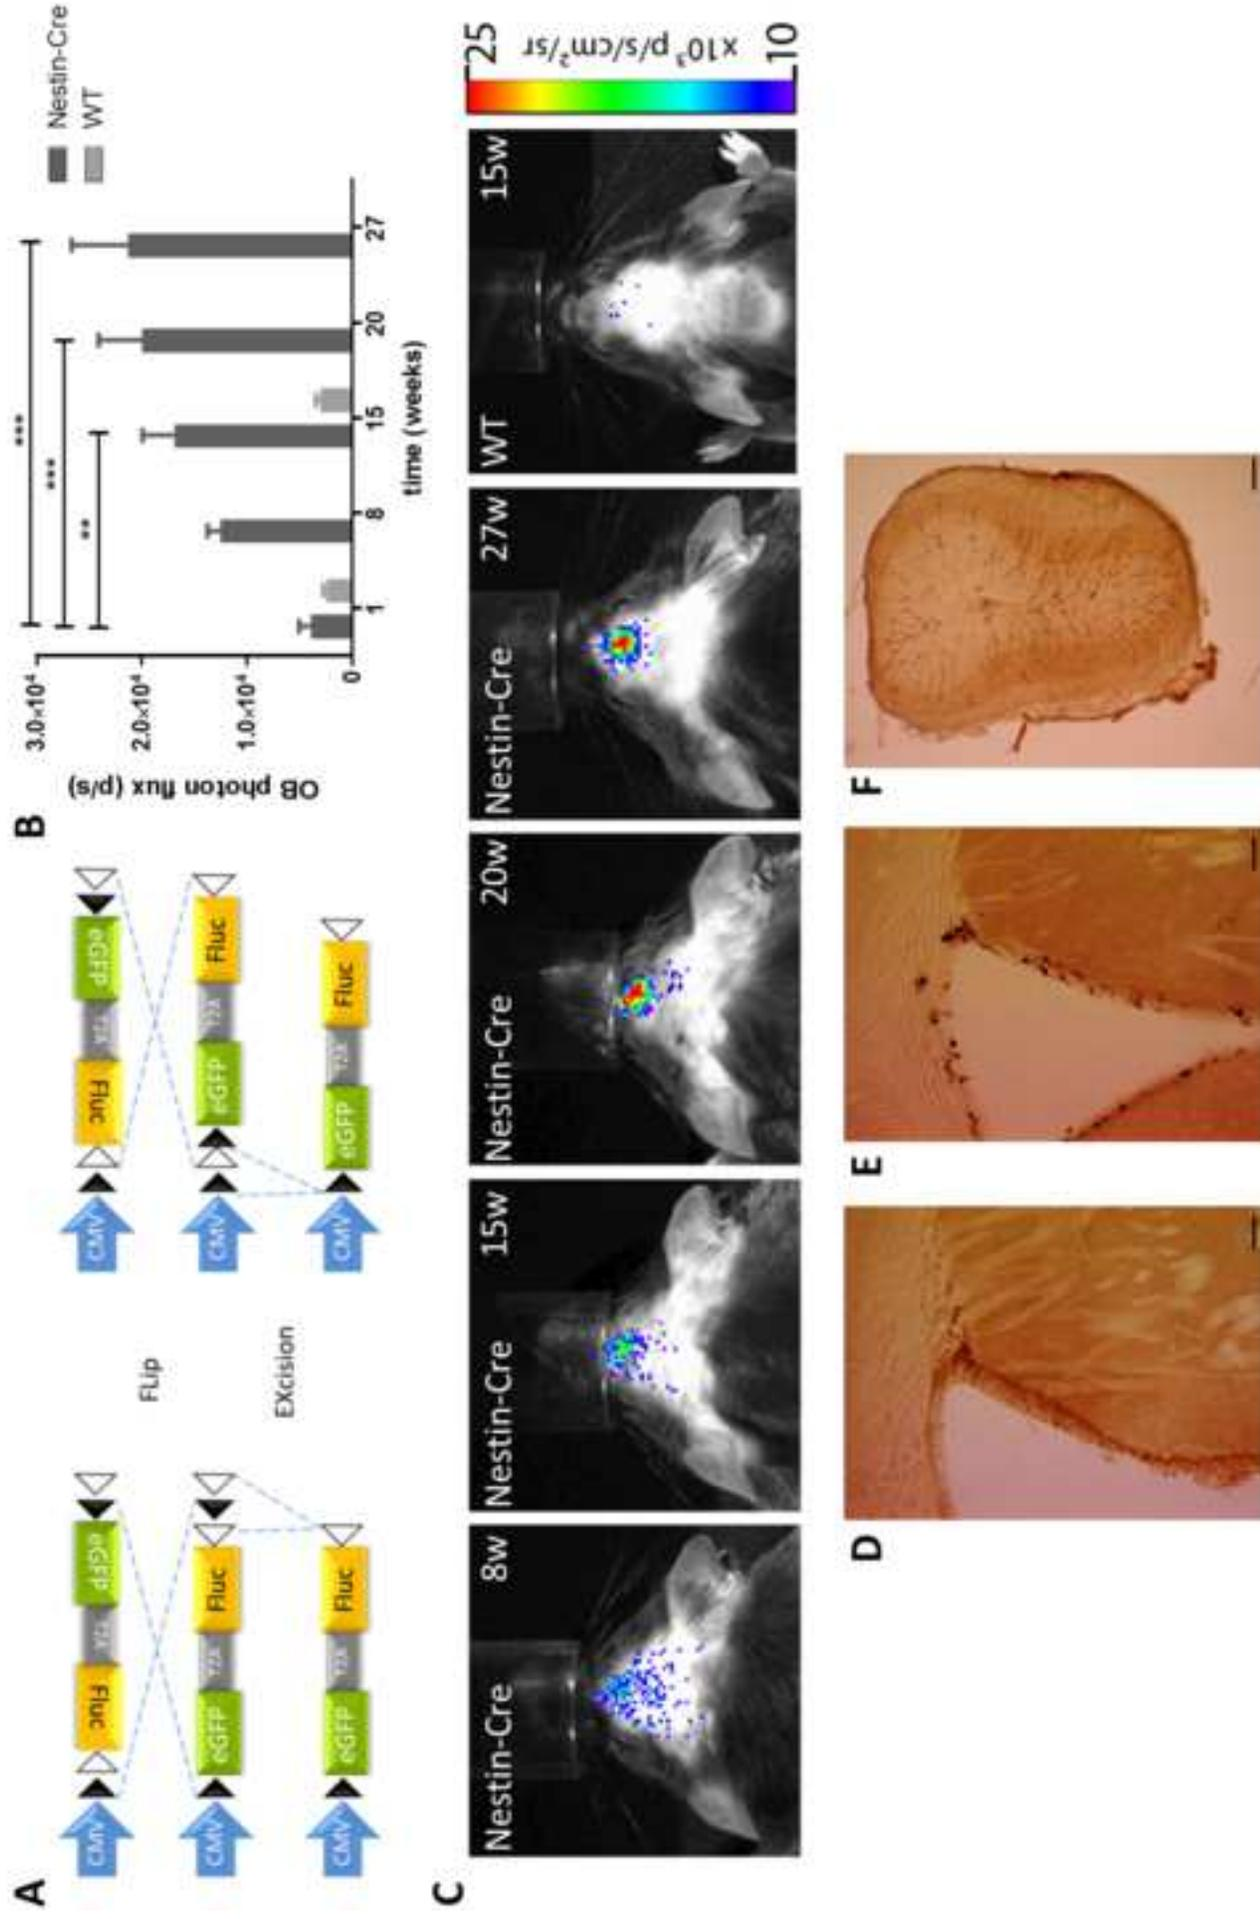 A
CMV Fluc T2A eGFP
FLip
CMV eGFP T2A Fluc
EXcision
CMV eGFP T2A Fluc
CMV Fluc T2A eGFP
CMV eGFP T2A Fluc
CMV eGFP T2A Fluc
B
Nestin-Cre
WT
***
***
**
3.0×10⁴
2.0×10⁴
1.0×10⁴
0
OB photon flux (p/s)
1 8 15 20 27
time (weeks)
C
Nestin-Cre 8w
Nestin-Cre 15w
Nestin-Cre 20w
Nestin-Cre 27w
WT 15w
25
x10³ p/s/cm²/sr
10
D
E
F